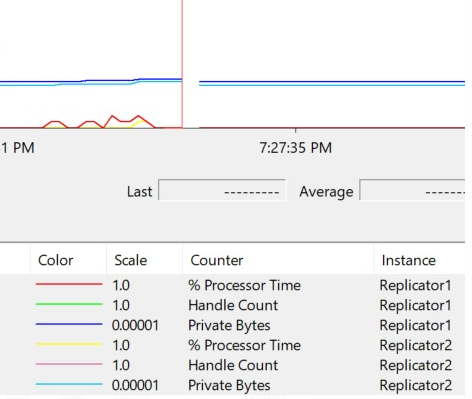 1 PM 7:27:35 PM
Last --------- Average ------
Color Scale Counter Instance
1.0 % Processor Time Replicator1
1.0 Handle Count Replicator1
0.00001 Private Bytes Replicator1
1.0 % Processor Time Replicator2
1.0 Handle Count Replicator2
0.00001 Private Bytes Replicator2